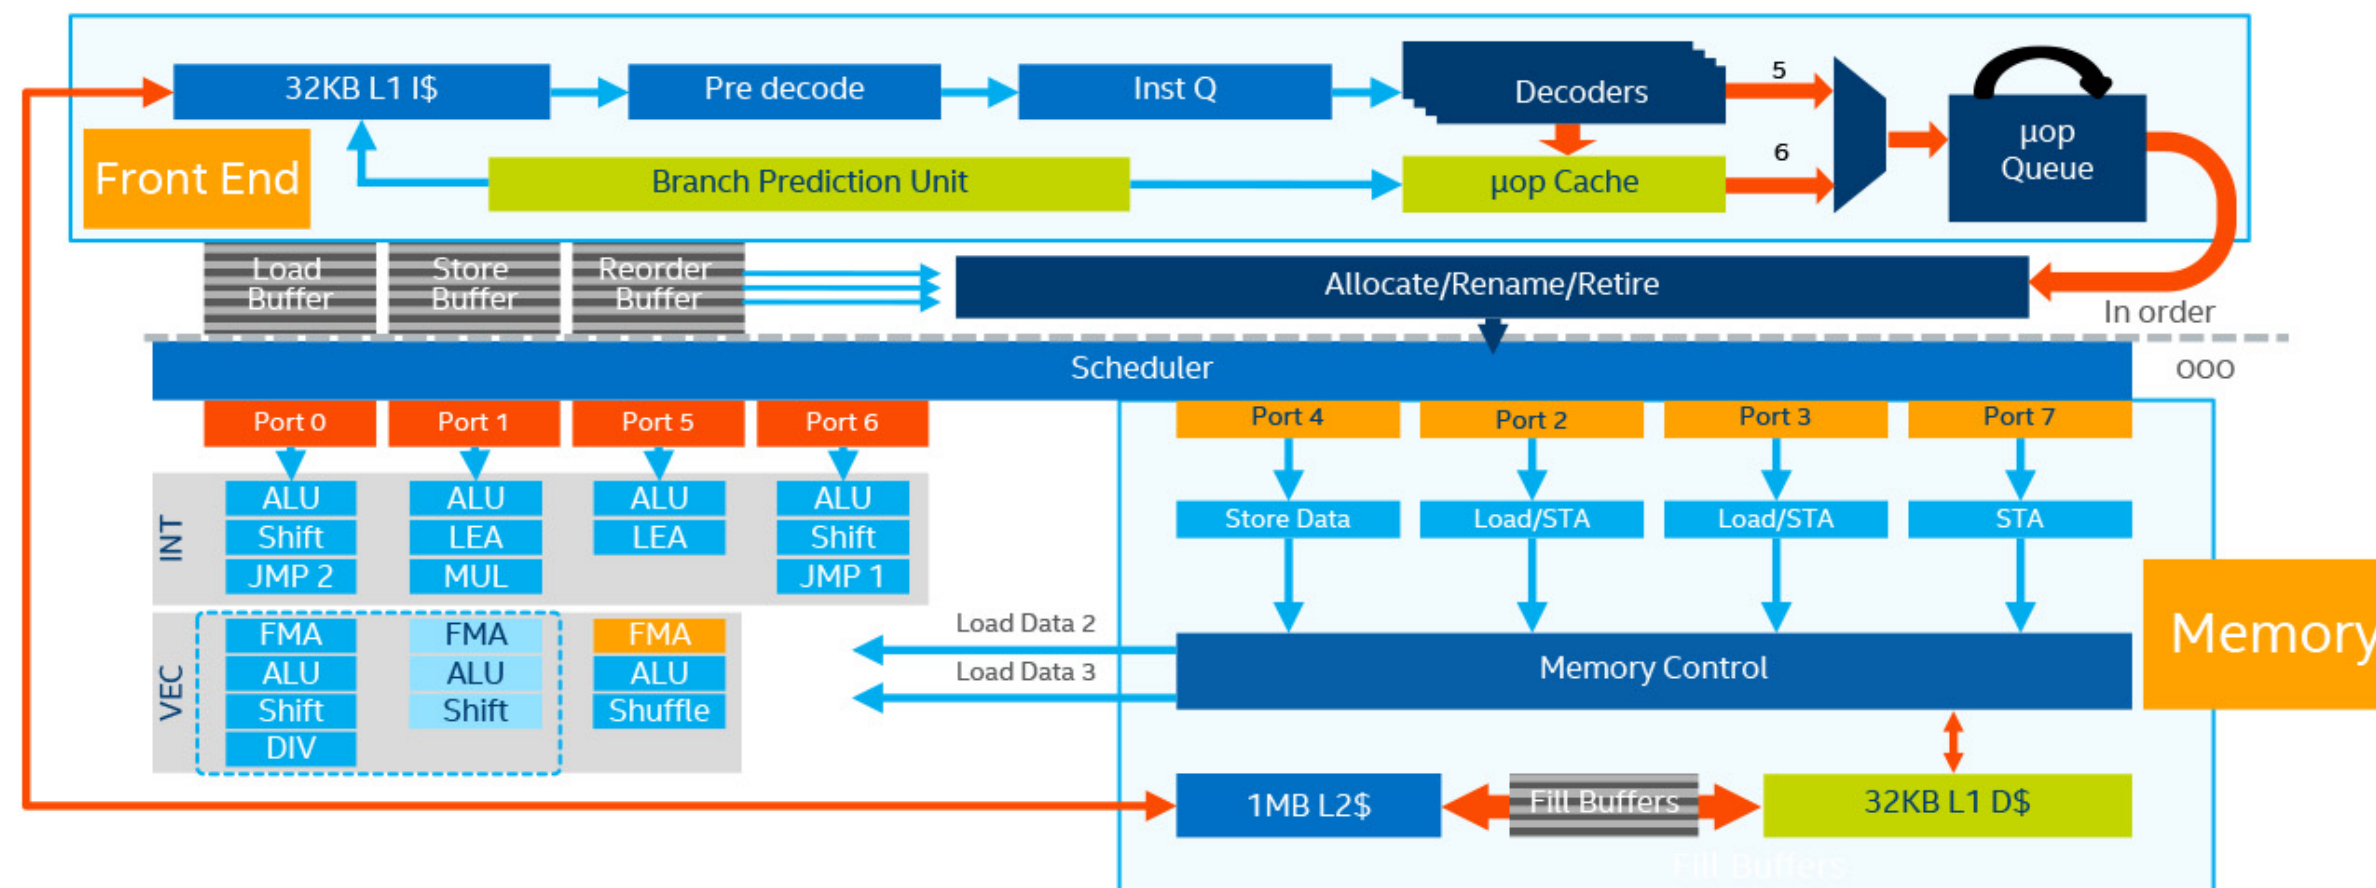 32KB L1 I$
Pre decode
Inst Q
Decoders
5
6
µop
Queue
Front End
Branch Prediction Unit
µop Cache
Load
Buffer
Store
Buffer
Reorder
Buffer
Allocate/Rename/Retire
In order
OOO
Scheduler
Port 0
Port 1
Port 5
Port 6
Port 4
Port 2
Port 3
Port 7
INT
ALU
Shift
JMP 2
ALU
LEA
MUL
ALU
LEA
ALU
Shift
JMP 1
Store Data
Load/STA
Load/STA
STA
VEC
FMA
ALU
Shift
DIV
FMA
ALU
Shift
FMA
ALU
Shuffle
Load Data 2
Load Data 3
Memory Control
Memory
1MB L2$
Fill Buffers
32KB L1 D$
Fill Buffers